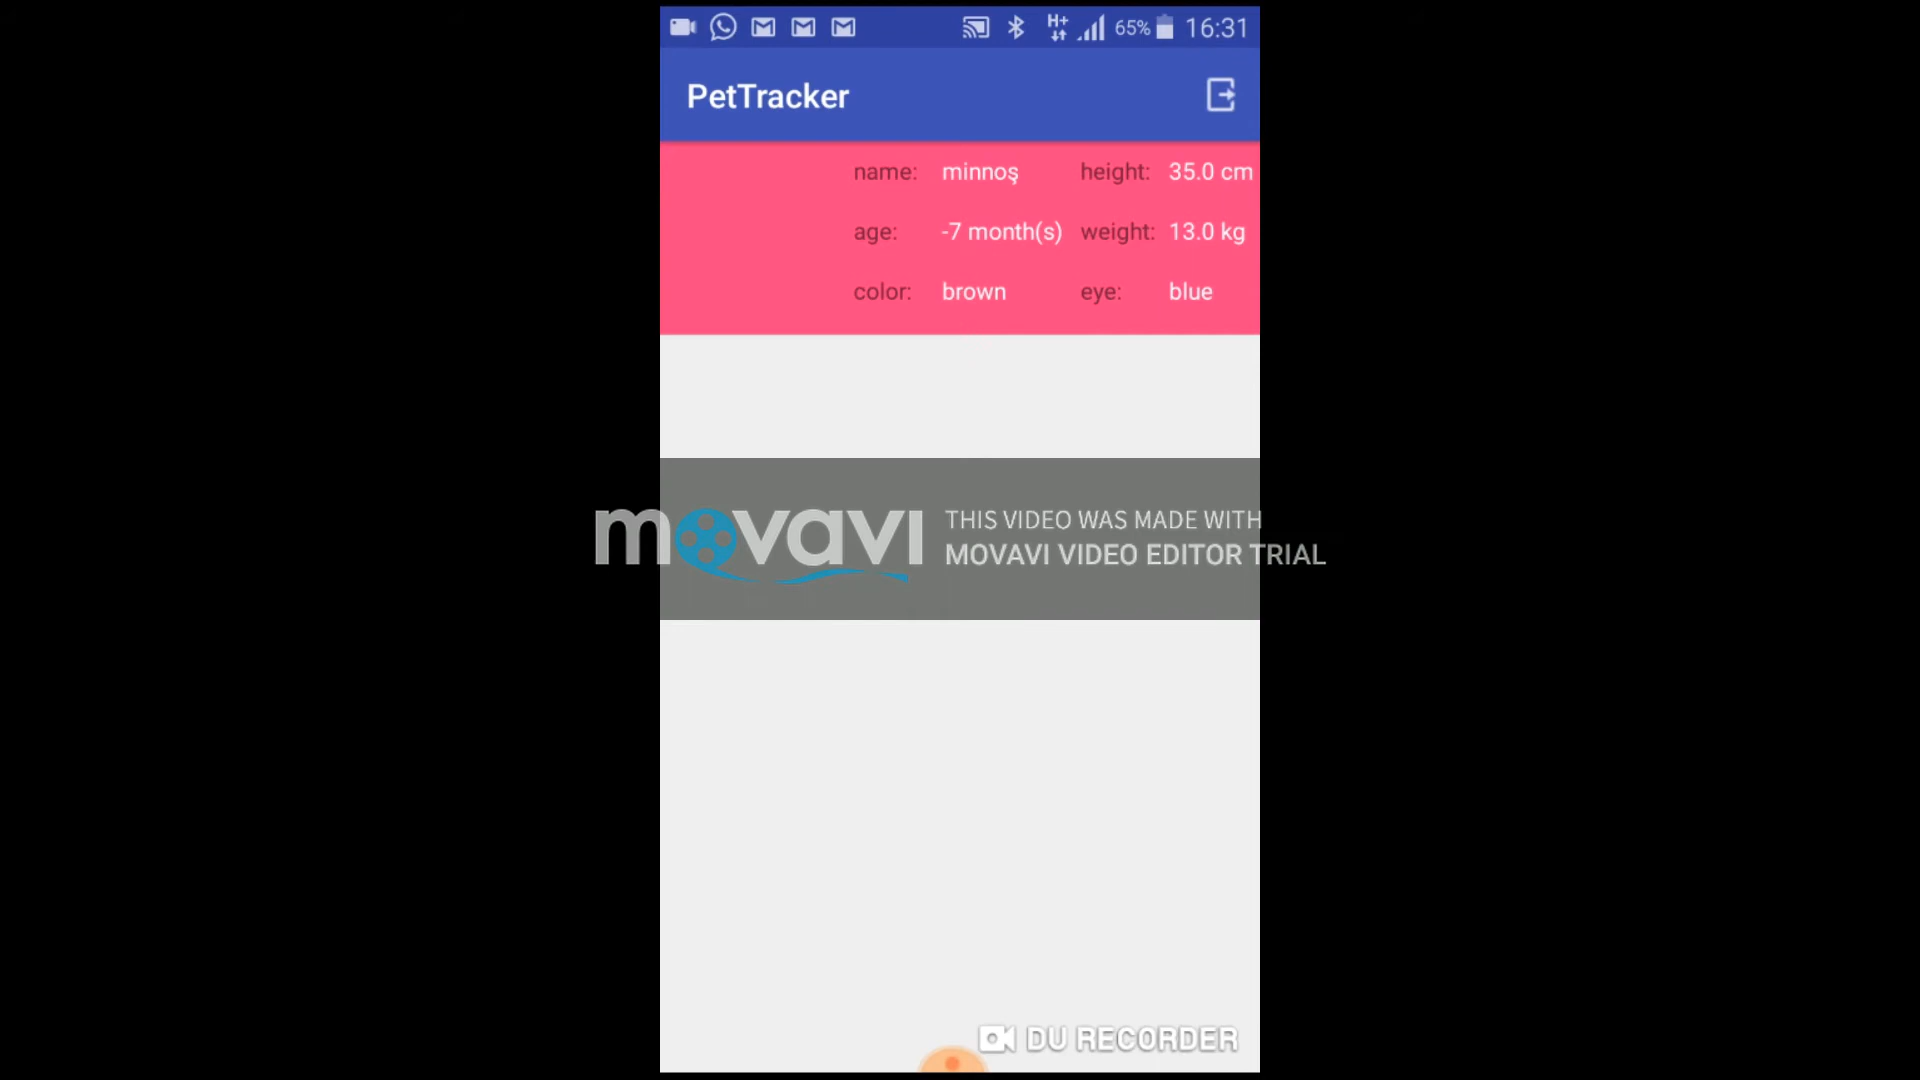 H+ 65% 16:31
PetTracker
name: minnoş height: 35.0 cm
age: -7 month(s) weight: 13.0 kg
color: brown eye: blue
movavi THIS VIDEO WAS MADE WITH
MOVAVI VIDEO EDITOR TRIAL
DU RECORDER